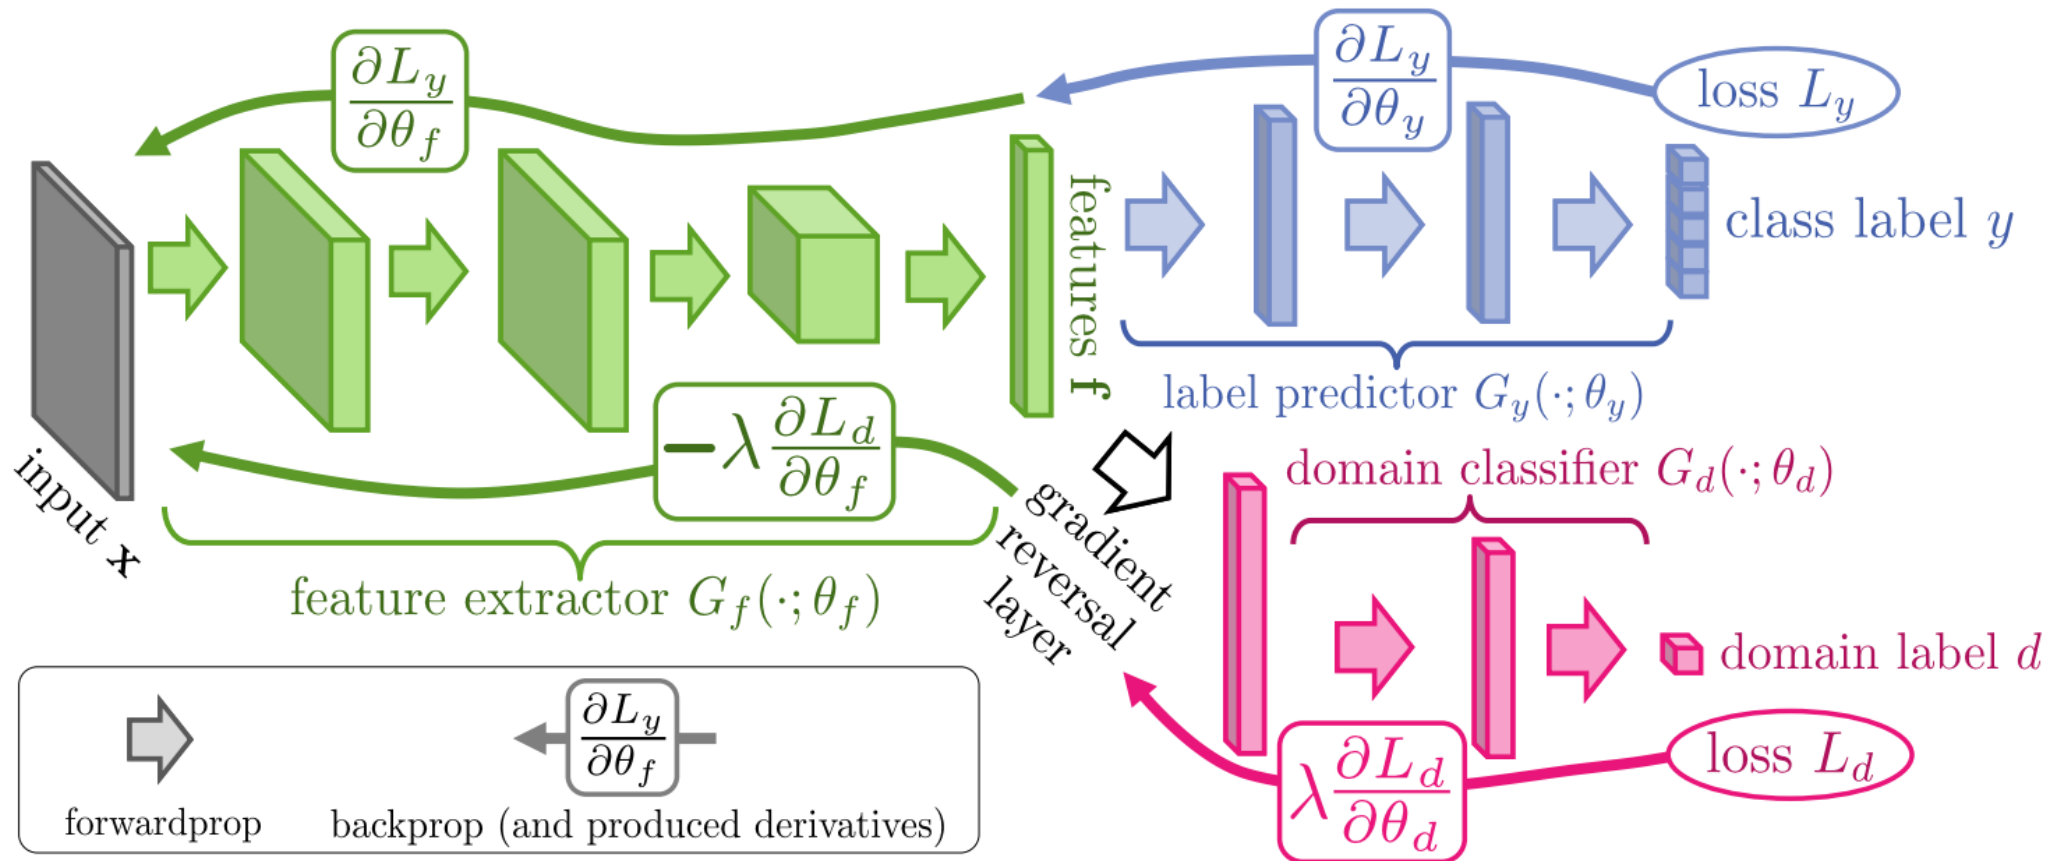 ∂L_y
∂θ_f
∂L_y
∂θ_y
loss L_y
class label y
features f
label predictor G_y(·; θ_y)
input x
−λ ∂L_d
∂θ_f
feature extractor G_f(·; θ_f)
gradient
reversal
layer
domain classifier G_d(·; θ_d)
domain label d
loss L_d
λ ∂L_d
∂θ_d
∂L_y
∂θ_f
forwardprop
backprop (and produced derivatives)